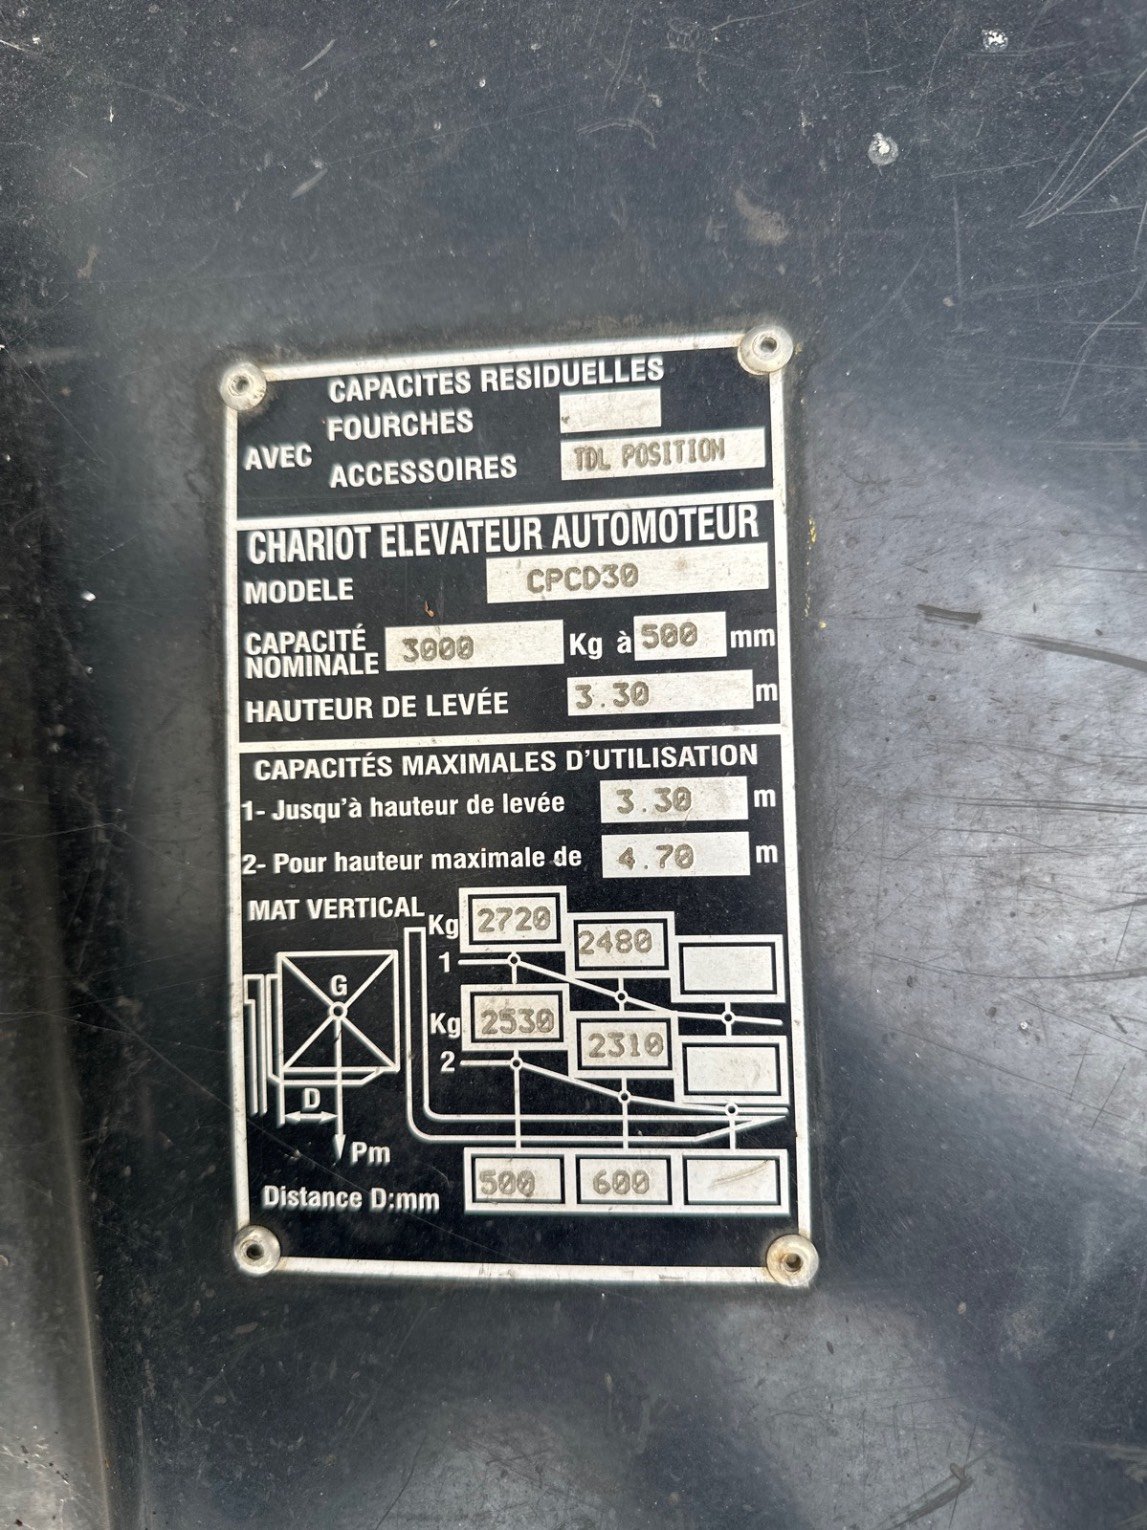 CAPACITES RESIDUELLES
FOURCHES
AVEC
ACCESSOIRES TDL POSITION
CHARIOT ELEVATEUR AUTOMOTEUR
MODELE CPCD30
CAPACITÉ NOMINALE 3000 Kg à 500 mm
HAUTEUR DE LEVÉE 3.30 m
CAPACITÉS MAXIMALES D'UTILISATION
1- Jusqu'à hauteur de levée 3.30 m
2- Pour hauteur maximale de 4.70 m
MAT VERTICAL Kg 2720 2480
1
G
Kg 2530 2310
2
D
Pm
Distance D:mm 500 600